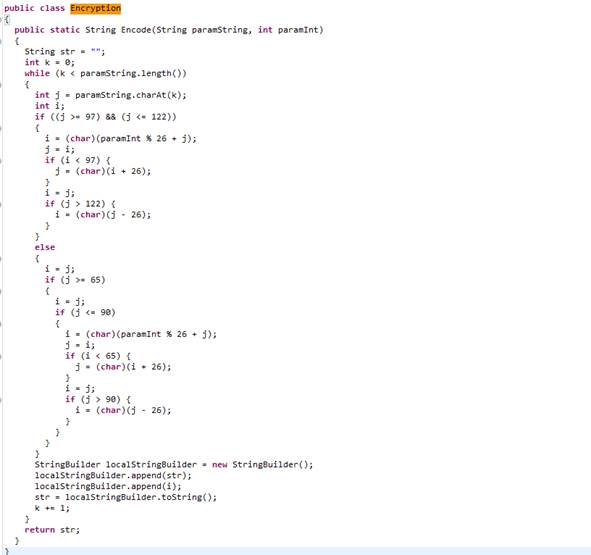 public class Encryption
{
  public static String Encode(String paramString, int paramInt)
  {
    String str = "";
    int k = 0;
    while (k < paramString.length())
    {
      int j = paramString.charAt(k);
      int i;
      if ((j >= 97) && (j <= 122))
      {
        i = (char)(paramInt % 26 + j);
        j = i;
        if (i < 97) {
          j = (char)(i + 26);
        }
        i = j;
        if (j > 122) {
          i = (char)(j - 26);
        }
      }
      else
      {
        i = j;
        if (j >= 65)
        {
          i = j;
          if (j <= 90)
          {
            i = (char)(paramInt % 26 + j);
            j = i;
            if (i < 65) {
              j = (char)(i + 26);
            }
            i = j;
            if (j > 90) {
              i = (char)(j - 26);
            }
          }
        }
      }
      StringBuilder localStringBuilder = new StringBuilder();
      localStringBuilder.append(str);
      localStringBuilder.append(i);
      str = localStringBuilder.toString();
      k += 1;
    }
    return str;
  }
}